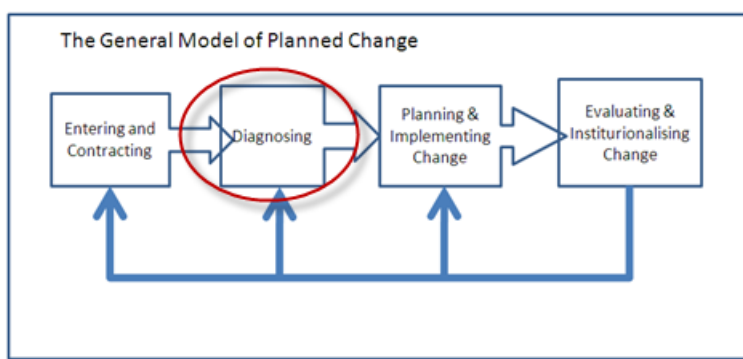 The General Model of Planned Change
Entering and
Contracting
Diagnosing
Planning &
Implementing
Change
Evaluating &
Institurionalising
Change